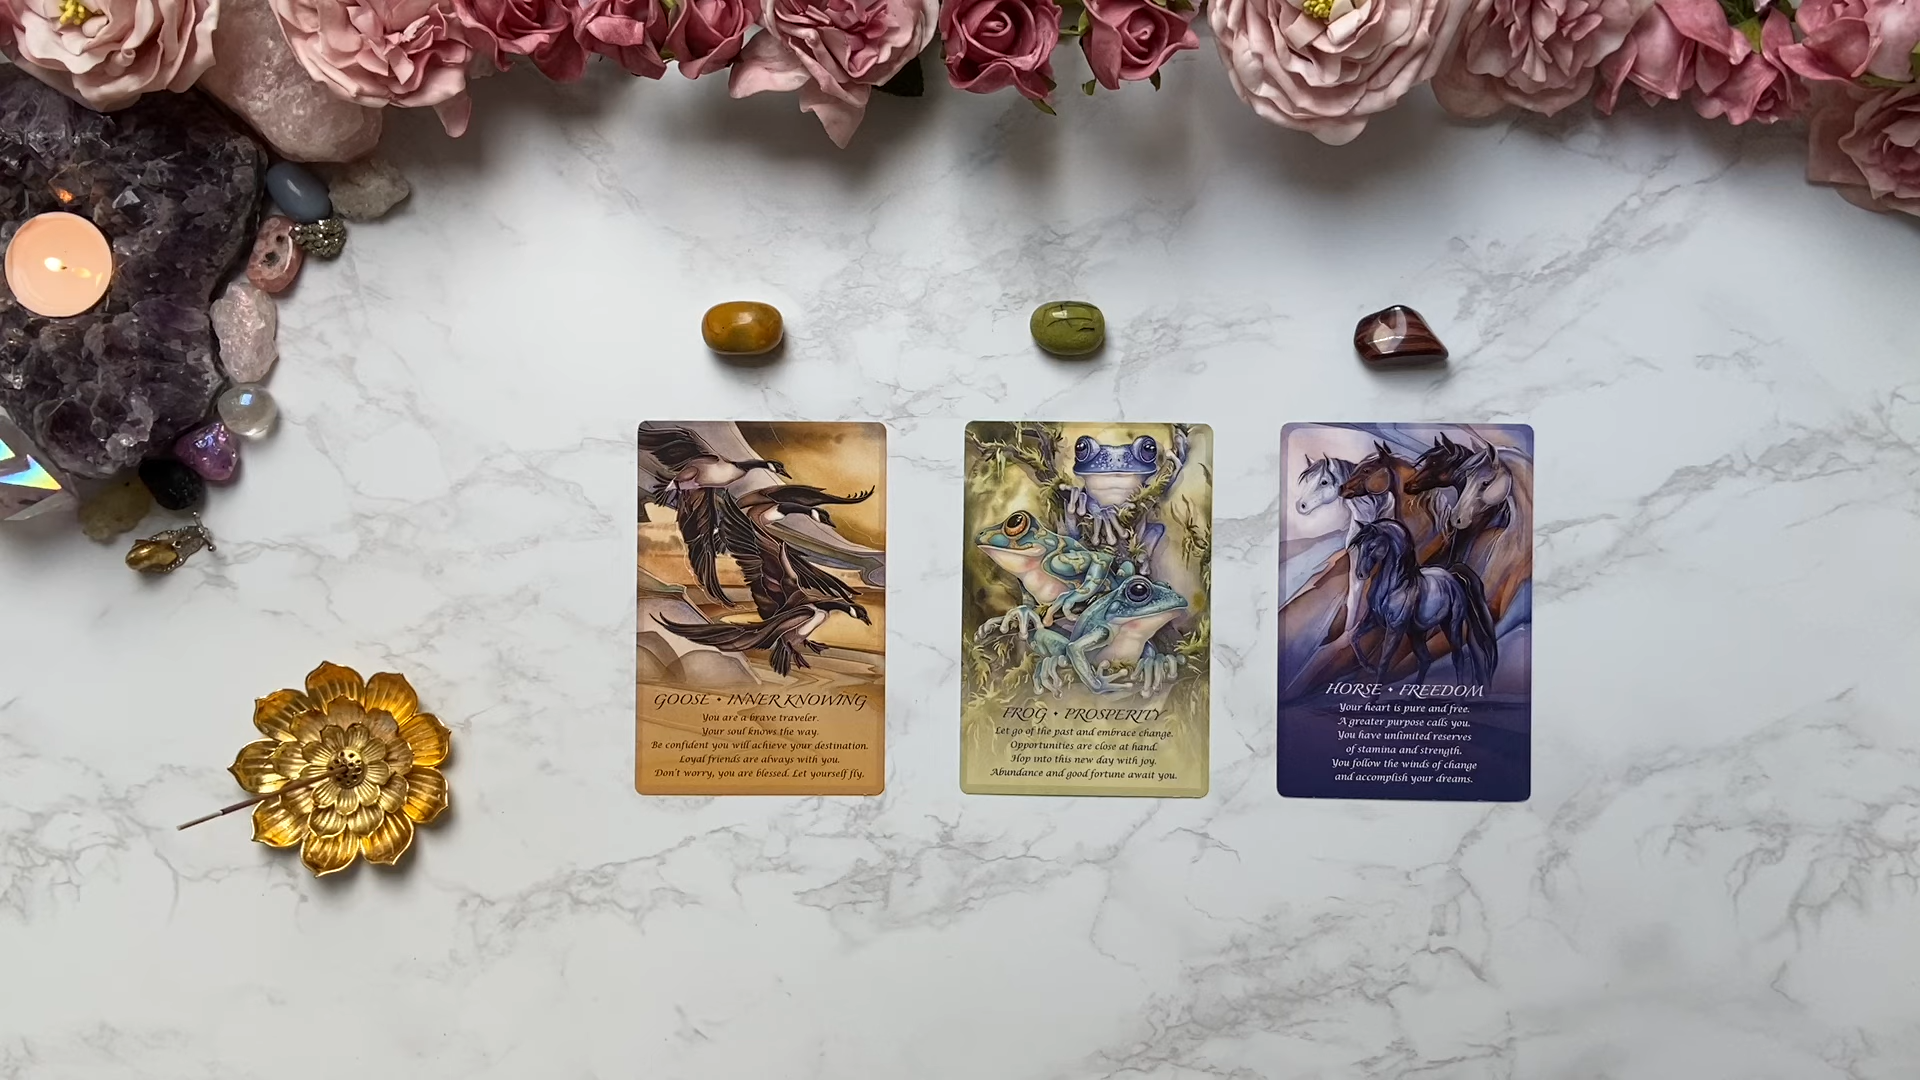 GOOSE • INNER KNOWING
You are a brave traveler.
Your soul knows the way.
Be confident you will achieve your destination.
Loyal friends are always with you.
Don't worry, you are blessed. Let yourself fly.
FROG • PROSPERITY
Let go of the past and embrace change.
Opportunities are close at hand.
Hop into this new day with joy.
Abundance and good fortune await you.
HORSE • FREEDOM
Your heart is pure and free.
A greater purpose calls you.
You have unlimited reserves
of stamina and strength.
You follow the winds of change
and accomplish your dreams.